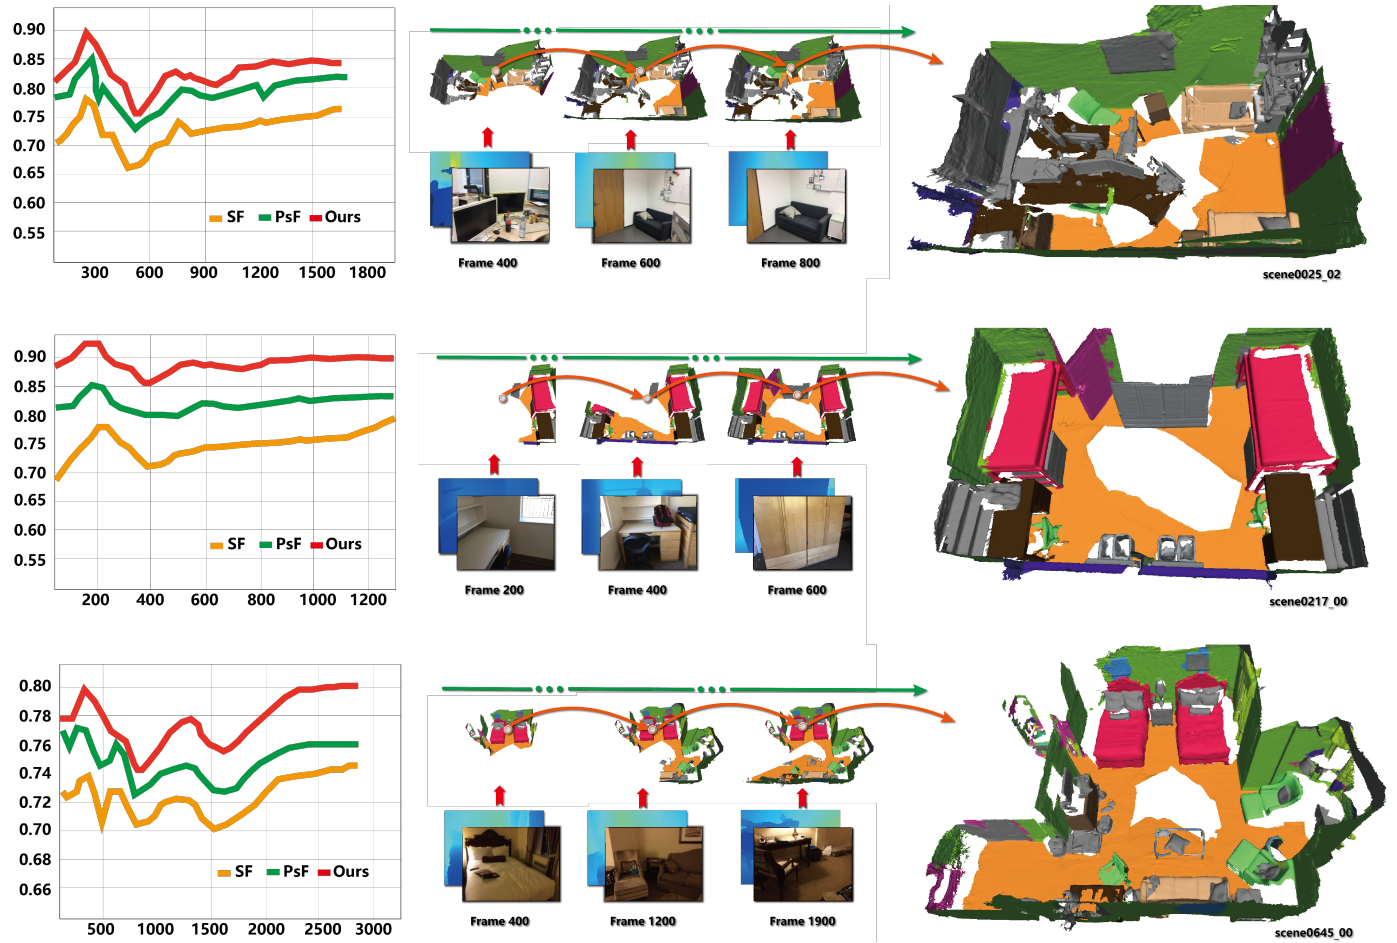 0.90
0.85
0.80
0.75
0.70
0.65
0.60
0.55
SF PsF Ours
300 600 900 1200 1500 1800
Frame 400
Frame 600
Frame 800
scene0025_02
0.90
0.85
0.80
0.75
0.70
0.65
0.60
0.55
SF PsF Ours
200 400 600 800 1000 1200
Frame 200
Frame 400
Frame 600
scene0217_00
0.80
0.78
0.76
0.74
0.72
0.70
0.68
0.66
SF PsF Ours
500 1000 1500 2000 2500 3000
Frame 400
Frame 1200
Frame 1900
scene0645_00